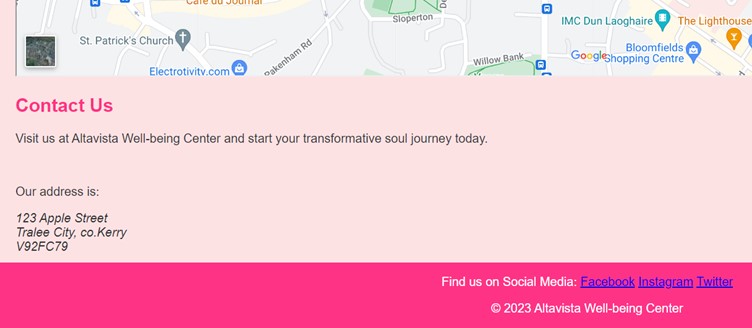 Café du Journal
Sloperton
IMC Dun Laoghaire
The Lighthouse
St. Patrick's Church
Pakenham Rd
Willow Bank
Google
Bloomfields
Shopping Centre
Electrotivity.com
Contact Us
Visit us at Altavista Well-being Center and start your transformative soul journey today.
Our address is:
123 Apple Street
Tralee City, co.Kerry
V92FC79
Find us on Social Media: Facebook Instagram Twitter
© 2023 Altavista Well-being Center